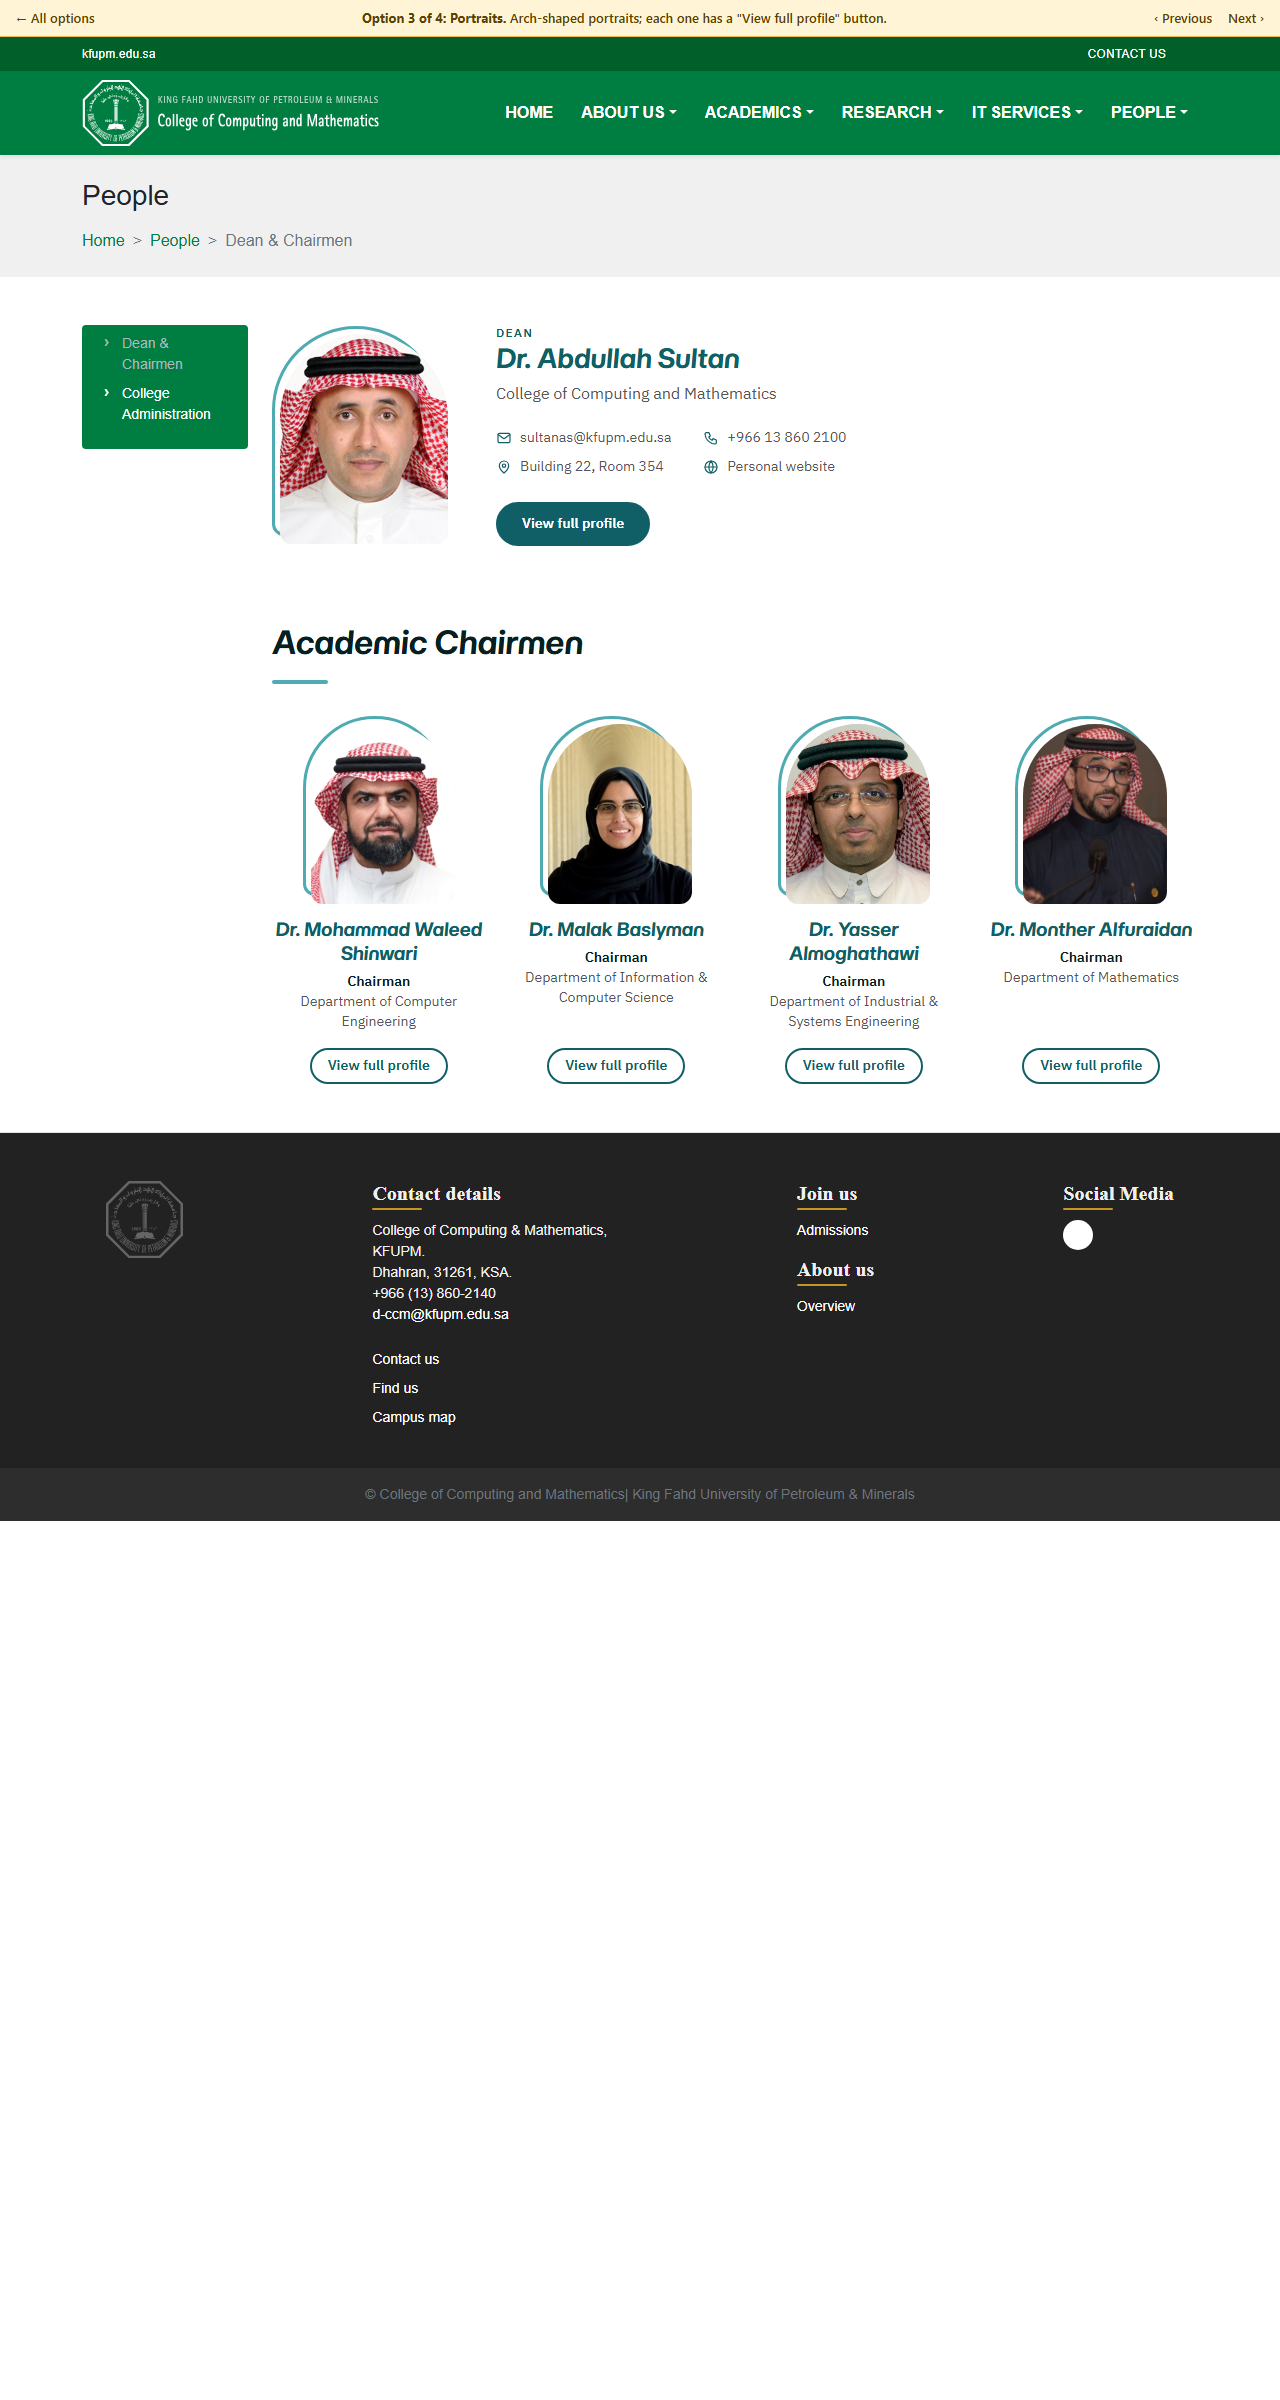 ← All options
Option 3 of 4: Portraits. Arch-shaped portraits; each one has a "View full profile" button.
‹ Previous
Next ›
kfupm.edu.sa
CONTACT US
KING FAHD UNIVERSITY OF PETROLEUM & MINERALS
College of Computing and Mathematics
HOME
ABOUT US
ACADEMICS
RESEARCH
IT SERVICES
PEOPLE
People
Home > People > Dean & Chairmen
› Dean &
Chairmen
› College
Administration
DEAN
Dr. Abdullah Sultan
College of Computing and Mathematics
sultanas@kfupm.edu.sa
+966 13 860 2100
Building 22, Room 354
Personal website
View full profile
Academic Chairmen
Dr. Mohammad Waleed
Shinwari
Chairman
Department of Computer
Engineering
View full profile
Dr. Malak Baslyman
Chairman
Department of Information &
Computer Science
View full profile
Dr. Yasser
Almoghathawi
Chairman
Department of Industrial &
Systems Engineering
View full profile
Dr. Monther Alfuraidan
Chairman
Department of Mathematics
View full profile
Contact details
College of Computing & Mathematics,
KFUPM.
Dhahran, 31261, KSA.
+966 (13) 860-2140
d-ccm@kfupm.edu.sa
Contact us
Find us
Campus map
Join us
Admissions
About us
Overview
Social Media
© College of Computing and Mathematics| King Fahd University of Petroleum & Minerals